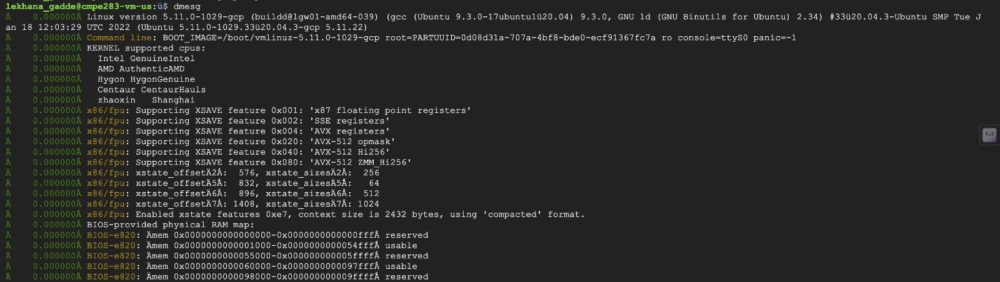 lekhana_gadde@cmpe283-vm-us:ü$ dmesg
Ä    0.000000Å Linux version 5.11.0-1029-gcp (buildd@lgw01-amd64-039) (gcc (Ubuntu 9.3.0-17ubuntu1ü20.04) 9.3.0, GNU ld (GNU Binutils for Ubuntu) 2.34) #33ü20.04.3-Ubuntu SMP Tue J
an 18 12:03:29 UTC 2022 (Ubuntu 5.11.0-1029.33ü20.04.3-gcp 5.11.22)
Ä    0.000000Å Command line: BOOT_IMAGE=/boot/vmlinuz-5.11.0-1029-gcp root=PARTUUID=0d08d31a-707a-4bf8-bde0-ecf91367fc7a ro console=ttyS0 panic=-1
Ä    0.000000Å KERNEL supported cpus:
Ä    0.000000Å   Intel GenuineIntel
Ä    0.000000Å   AMD AuthenticAMD
Ä    0.000000Å   Hygon HygonGenuine
Ä    0.000000Å   Centaur CentaurHauls
Ä    0.000000Å   zhaoxin   Shanghai
Ä    0.000000Å x86/fpu: Supporting XSAVE feature 0x001: 'x87 floating point registers'
Ä    0.000000Å x86/fpu: Supporting XSAVE feature 0x002: 'SSE registers'
Ä    0.000000Å x86/fpu: Supporting XSAVE feature 0x004: 'AVX registers'
Ä    0.000000Å x86/fpu: Supporting XSAVE feature 0x020: 'AVX-512 opmask'
Ä    0.000000Å x86/fpu: Supporting XSAVE feature 0x040: 'AVX-512 Hi256'
Ä    0.000000Å x86/fpu: Supporting XSAVE feature 0x080: 'AVX-512 ZMM_Hi256'
Ä    0.000000Å x86/fpu: xstate_offsetÄ2Å:  576, xstate_sizesÄ2Å:  256
Ä    0.000000Å x86/fpu: xstate_offsetÄ5Å:  832, xstate_sizesÄ5Å:   64
Ä    0.000000Å x86/fpu: xstate_offsetÄ6Å:  896, xstate_sizesÄ6Å:  512
Ä    0.000000Å x86/fpu: xstate_offsetÄ7Å: 1408, xstate_sizesÄ7Å: 1024
Ä    0.000000Å x86/fpu: Enabled xstate features 0xe7, context size is 2432 bytes, using 'compacted' format.
Ä    0.000000Å BIOS-provided physical RAM map:
Ä    0.000000Å BIOS-e820: Ämem 0x0000000000000000-0x0000000000000fffÅ reserved
Ä    0.000000Å BIOS-e820: Ämem 0x0000000000001000-0x0000000000054fffÅ usable
Ä    0.000000Å BIOS-e820: Ämem 0x0000000000055000-0x000000000005ffffÅ reserved
Ä    0.000000Å BIOS-e820: Ämem 0x0000000000060000-0x0000000000097fffÅ usable
Ä    0.000000Å BIOS-e820: Ämem 0x0000000000098000-0x000000000009ffffÅ reserved